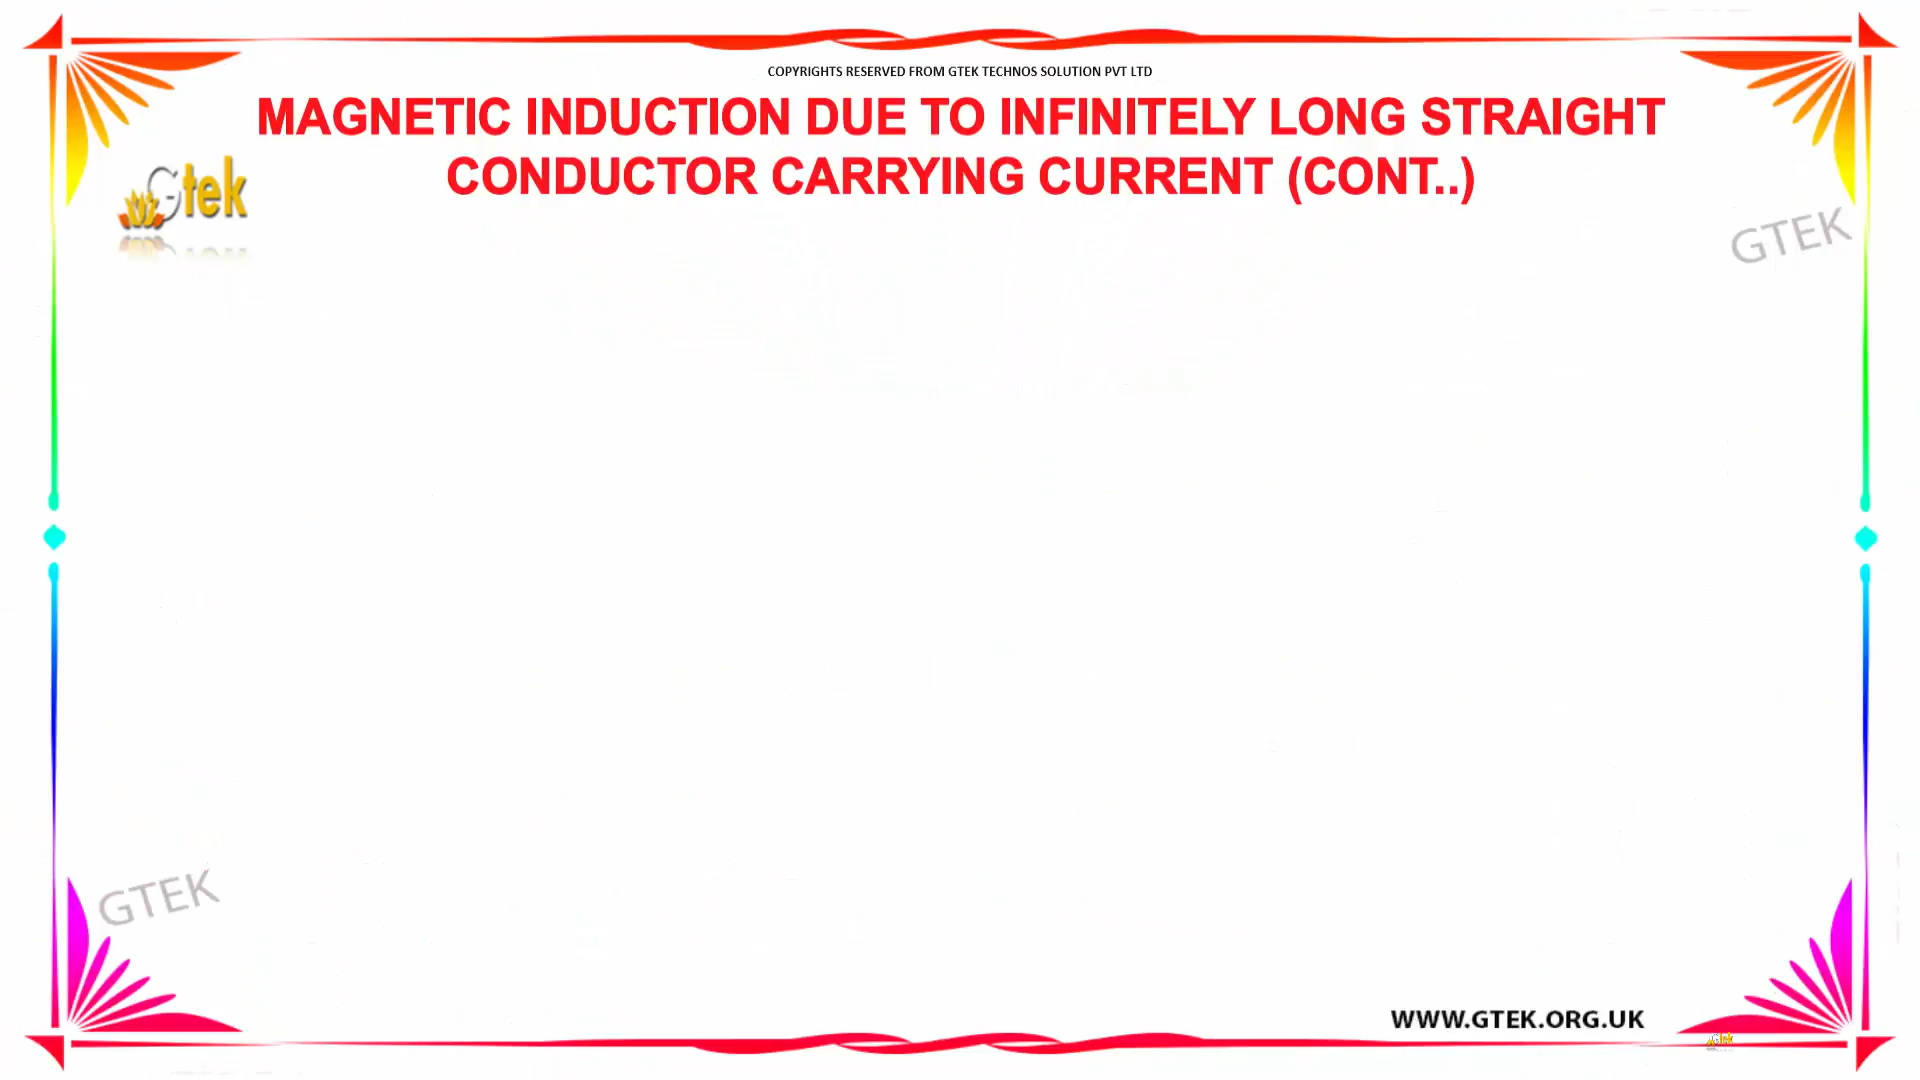 COPYRIGHTS RESERVED FROM GTEK TECHNOS SOLUTION PVT LTD
MAGNETIC INDUCTION DUE TO INFINITELY LONG STRAIGHT
CONDUCTOR CARRYING CURRENT (CONT..)
Gtek
GTEK
GTEK
WWW.GTEK.ORG.UK
Gtek